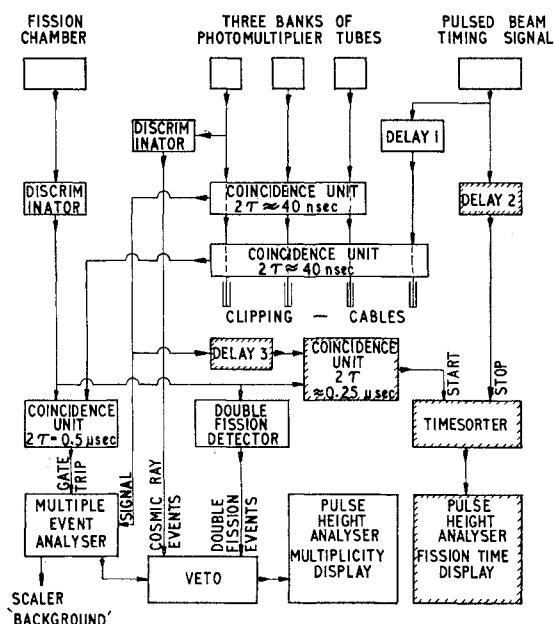 FISSION
CHAMBER
THREE BANKS OF
PHOTOMULTIPLIER TUBES
PULSED BEAM
TIMING SIGNAL
DISCRIM
INATOR
DELAY 1
DISCRIM
INATOR
COINCIDENCE UNIT
2τ ≈ 40 nsec
DELAY 2
COINCIDENCE UNIT
2τ ≈ 40 nsec
CLIPPING — CABLES
DELAY 3
COINCIDENCE
UNIT
2τ
≈0·25 μsec
START
STOP
COINCIDENCE
UNIT
2τ = 0.5 μsec
DOUBLE
FISSION
DETECTOR
TIMESORTER
GATE
TRIP
SIGNAL
COSMIC RAY
EVENTS
DOUBLE
FISSION
EVENTS
MULTIPLE
EVENT
ANALYSER
PULSE
HEIGHT
ANALYSER
MULTIPLICITY
DISPLAY
PULSE
HEIGHT
ANALYSER
FISSION TIME
DISPLAY
VETO
SCALER
'BACKGROUND'